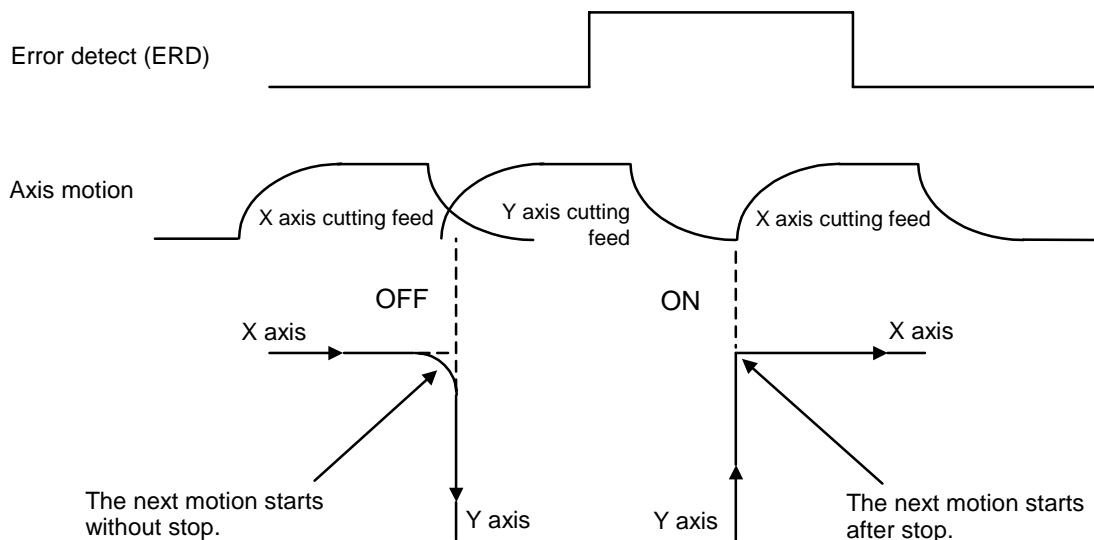 Error detect (ERD)
Axis motion
X axis cutting feed
Y axis cutting
feed
X axis cutting feed
OFF
ON
X axis
X axis
The next motion starts
without stop.
Y axis
Y axis
The next motion starts
after stop.